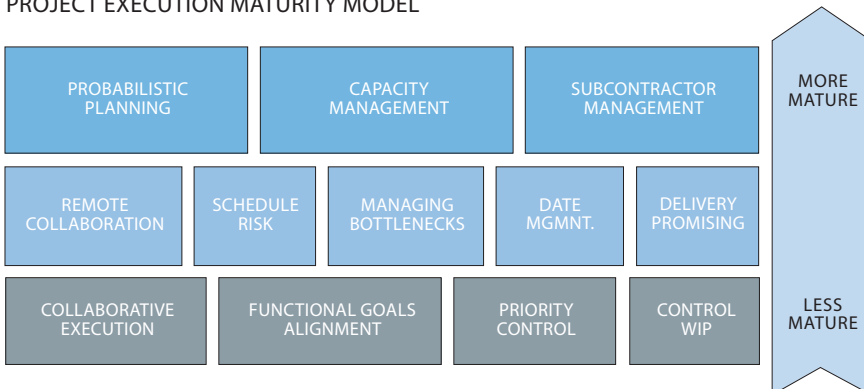 PROJECT EXECUTION MATURITY MODEL
PROBABILISTIC
PLANNING
CAPACITY
MANAGEMENT
SUBCONTRACTOR
MANAGEMENT
MORE
MATURE
REMOTE
COLLABORATION
SCHEDULE
RISK
MANAGING
BOTTLENECKS
DATE
MGMNT.
DELIVERY
PROMISING
COLLABORATIVE
EXECUTION
FUNCTIONAL GOALS
ALIGNMENT
PRIORITY
CONTROL
CONTROL
WIP
LESS
MATURE